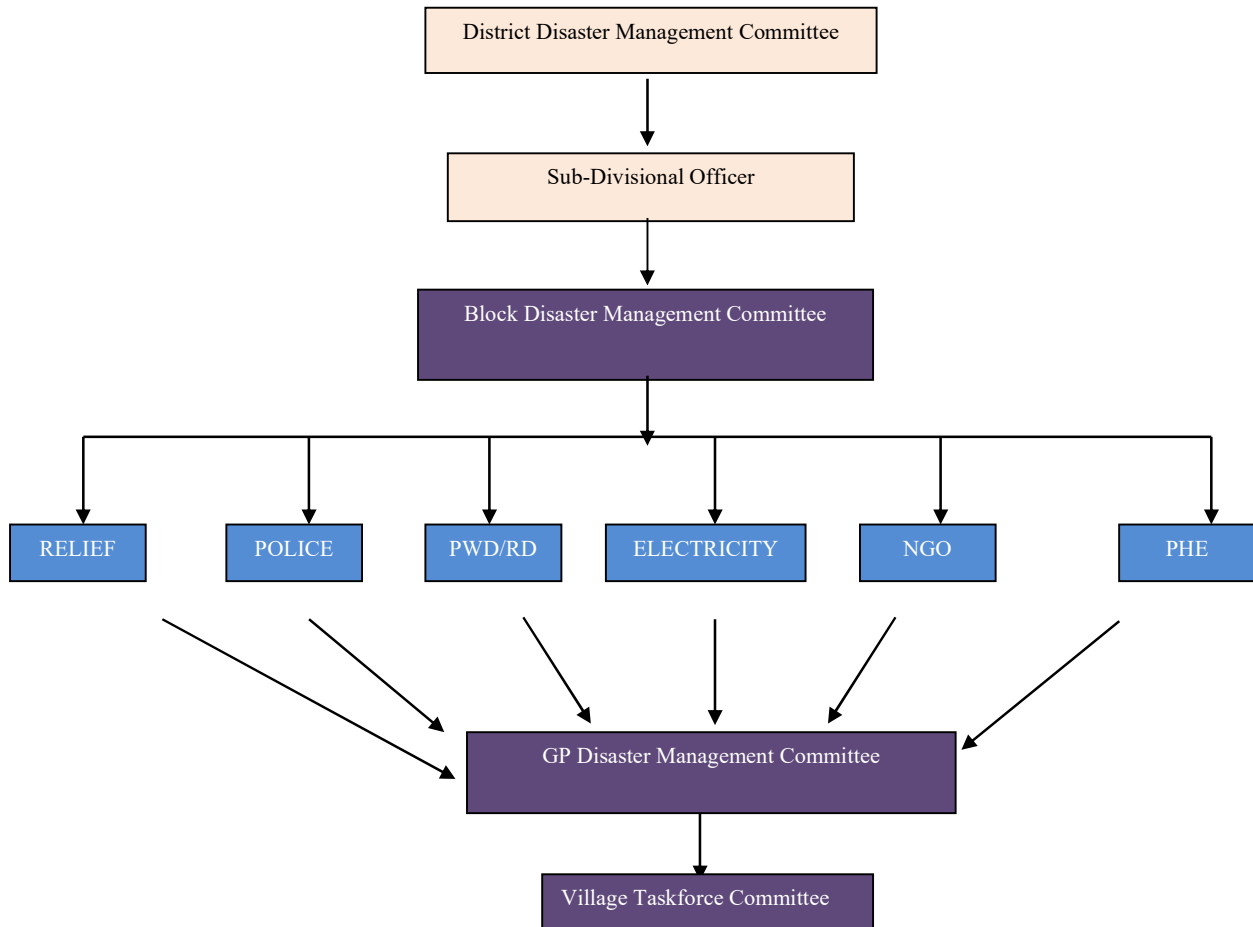 District Disaster Management Committee
Sub-Divisional Officer
Block Disaster Management Committee
RELIEF
POLICE
PWD/RD
ELECTRICITY
NGO
PHE
GP Disaster Management Committee
Village Taskforce Committee